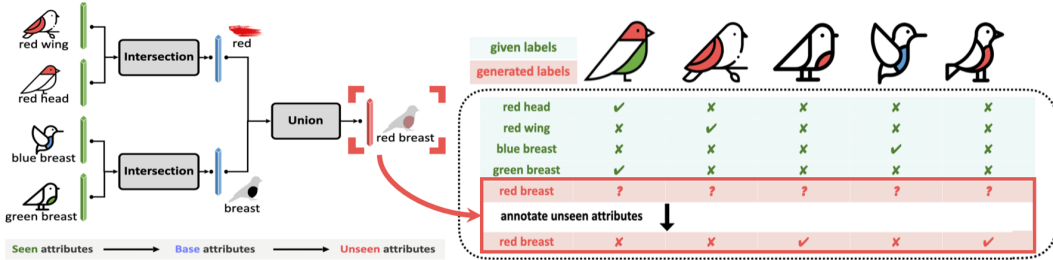 red wing
Intersection
red
red head
Union
red breast
blue breast
Intersection
breast
green breast
Seen attributes
Base attributes
Unseen attributes
given labels
generated labels
red head ✓ ✗ ✗ ✗ ✗
red wing ✗ ✓ ✗ ✗ ✗
blue breast ✗ ✗ ✗ ✓ ✗
green breast ✓ ✗ ✗ ✗ ✗
red breast ? ? ? ? ?
annotate unseen attributes
red breast ✗ ✗ ✓ ✗ ✓